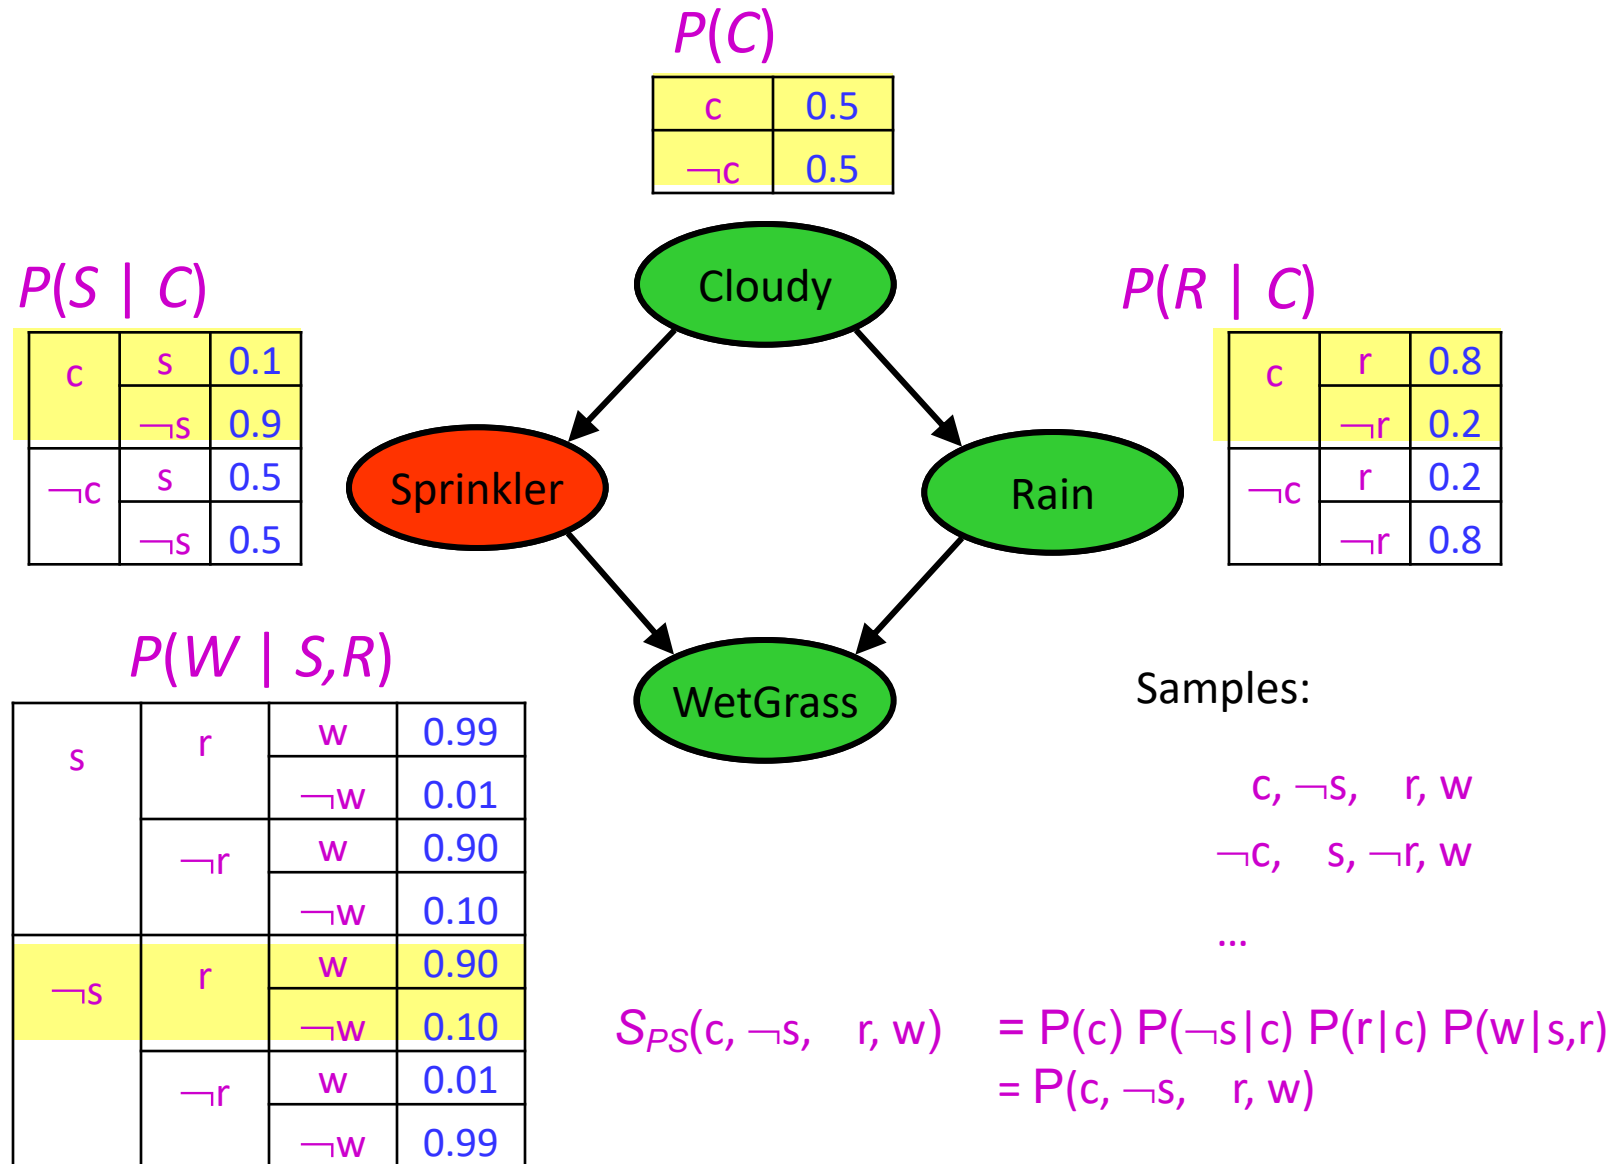 P(C)
c 0.5
¬c 0.5
Cloudy
P(S | C)
c s 0.1
¬s 0.9
¬c s 0.5
¬s 0.5
P(R | C)
c r 0.8
¬r 0.2
¬c r 0.2
¬r 0.8
Sprinkler
Rain
WetGrass
P(W | S,R)
s r w 0.99
¬w 0.01
¬r w 0.90
¬w 0.10
¬s r w 0.90
¬w 0.10
¬r w 0.01
¬w 0.99
Samples:
c, ¬s, r, w
¬c, s, ¬r, w
...
S_PS(c, ¬s, r, w) = P(c) P(¬s|c) P(r|c) P(w|s,r)
= P(c, ¬s, r, w)